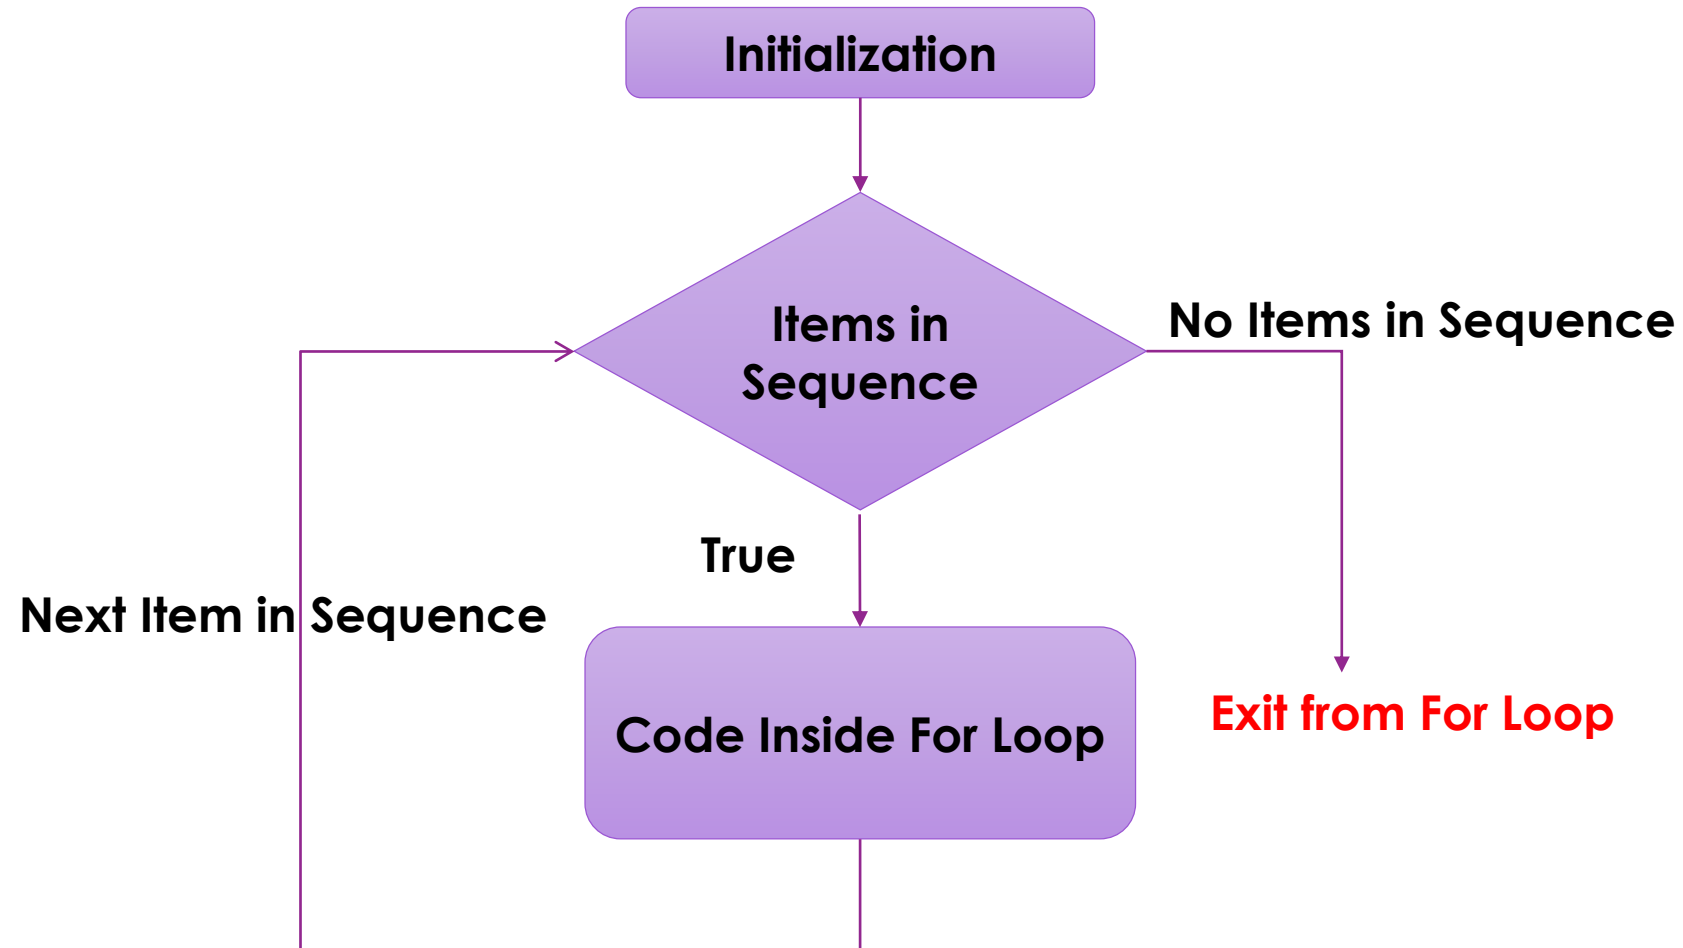 Initialization
Items in
Sequence
No Items in Sequence
True
Next Item in Sequence
Code Inside For Loop
Exit from For Loop